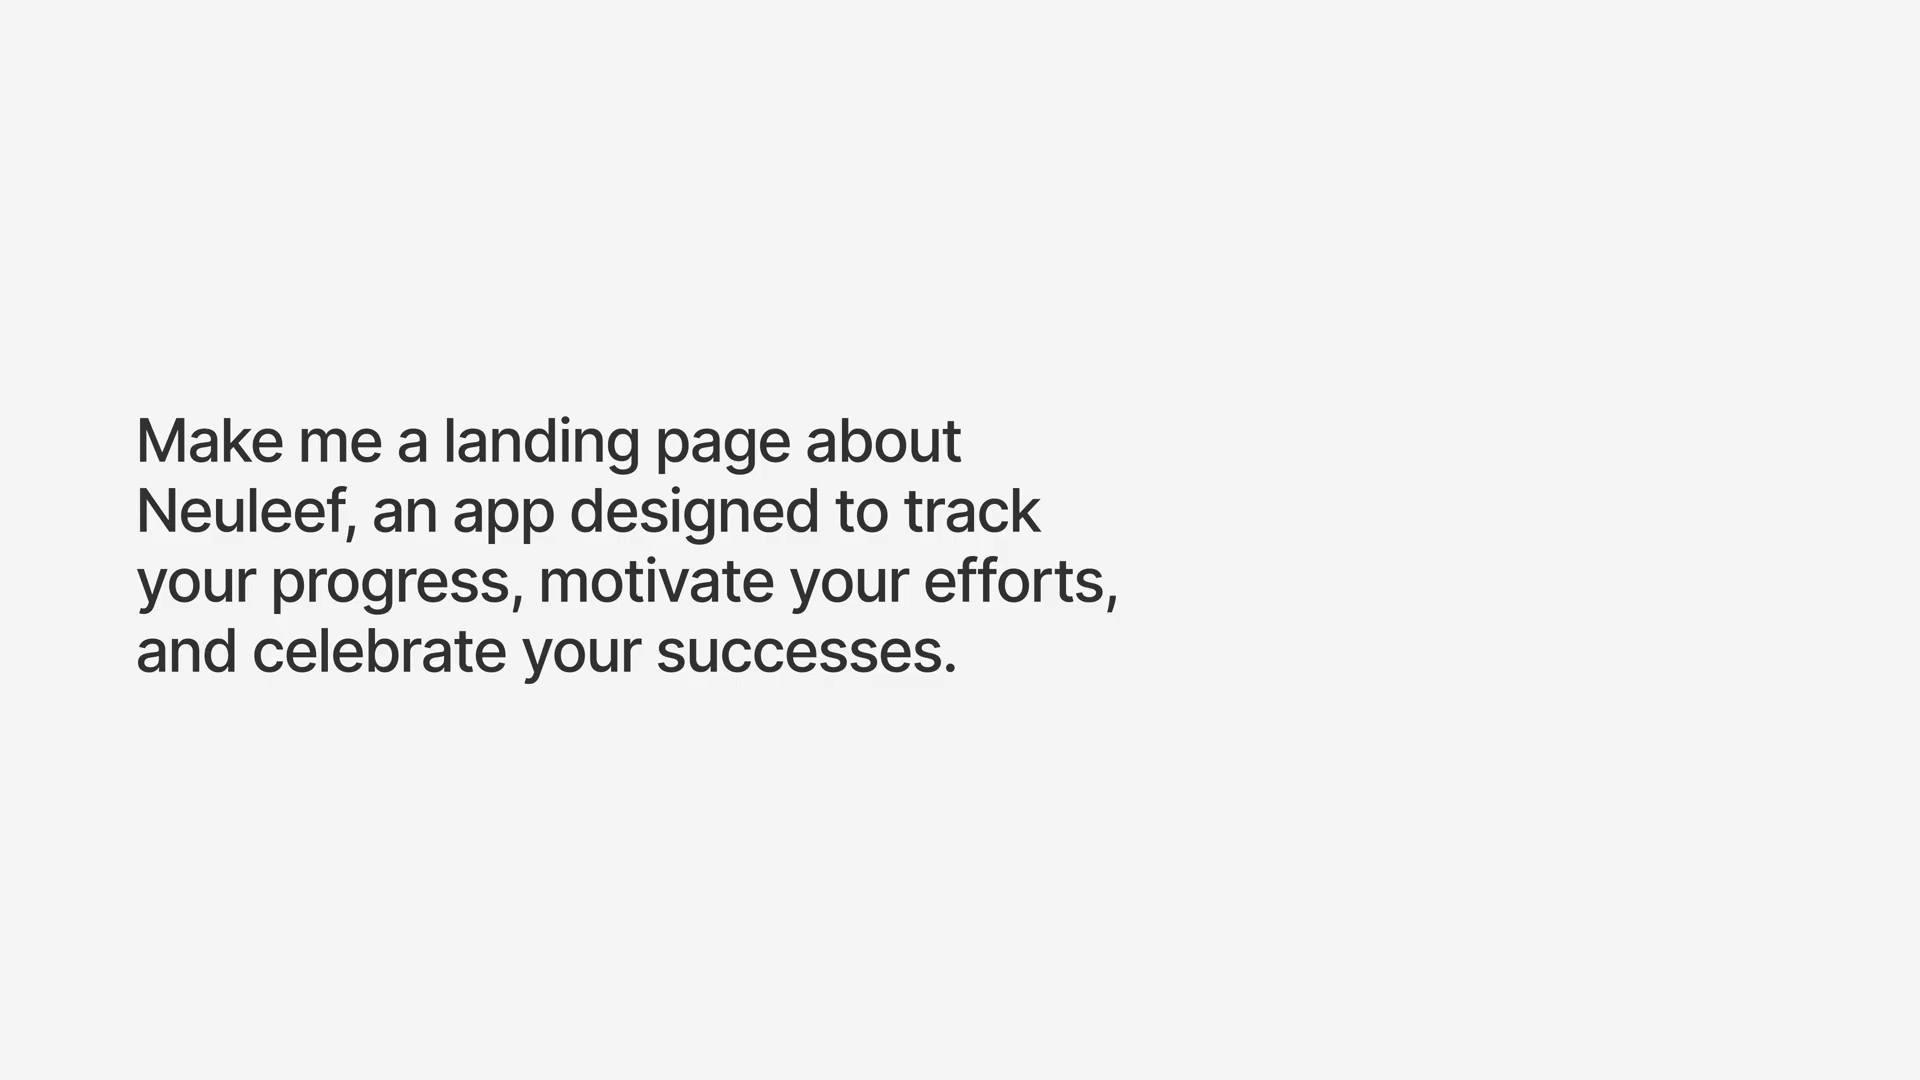 Make me a landing page about
Neuleef, an app designed to track
your progress, motivate your efforts,
and celebrate your successes.